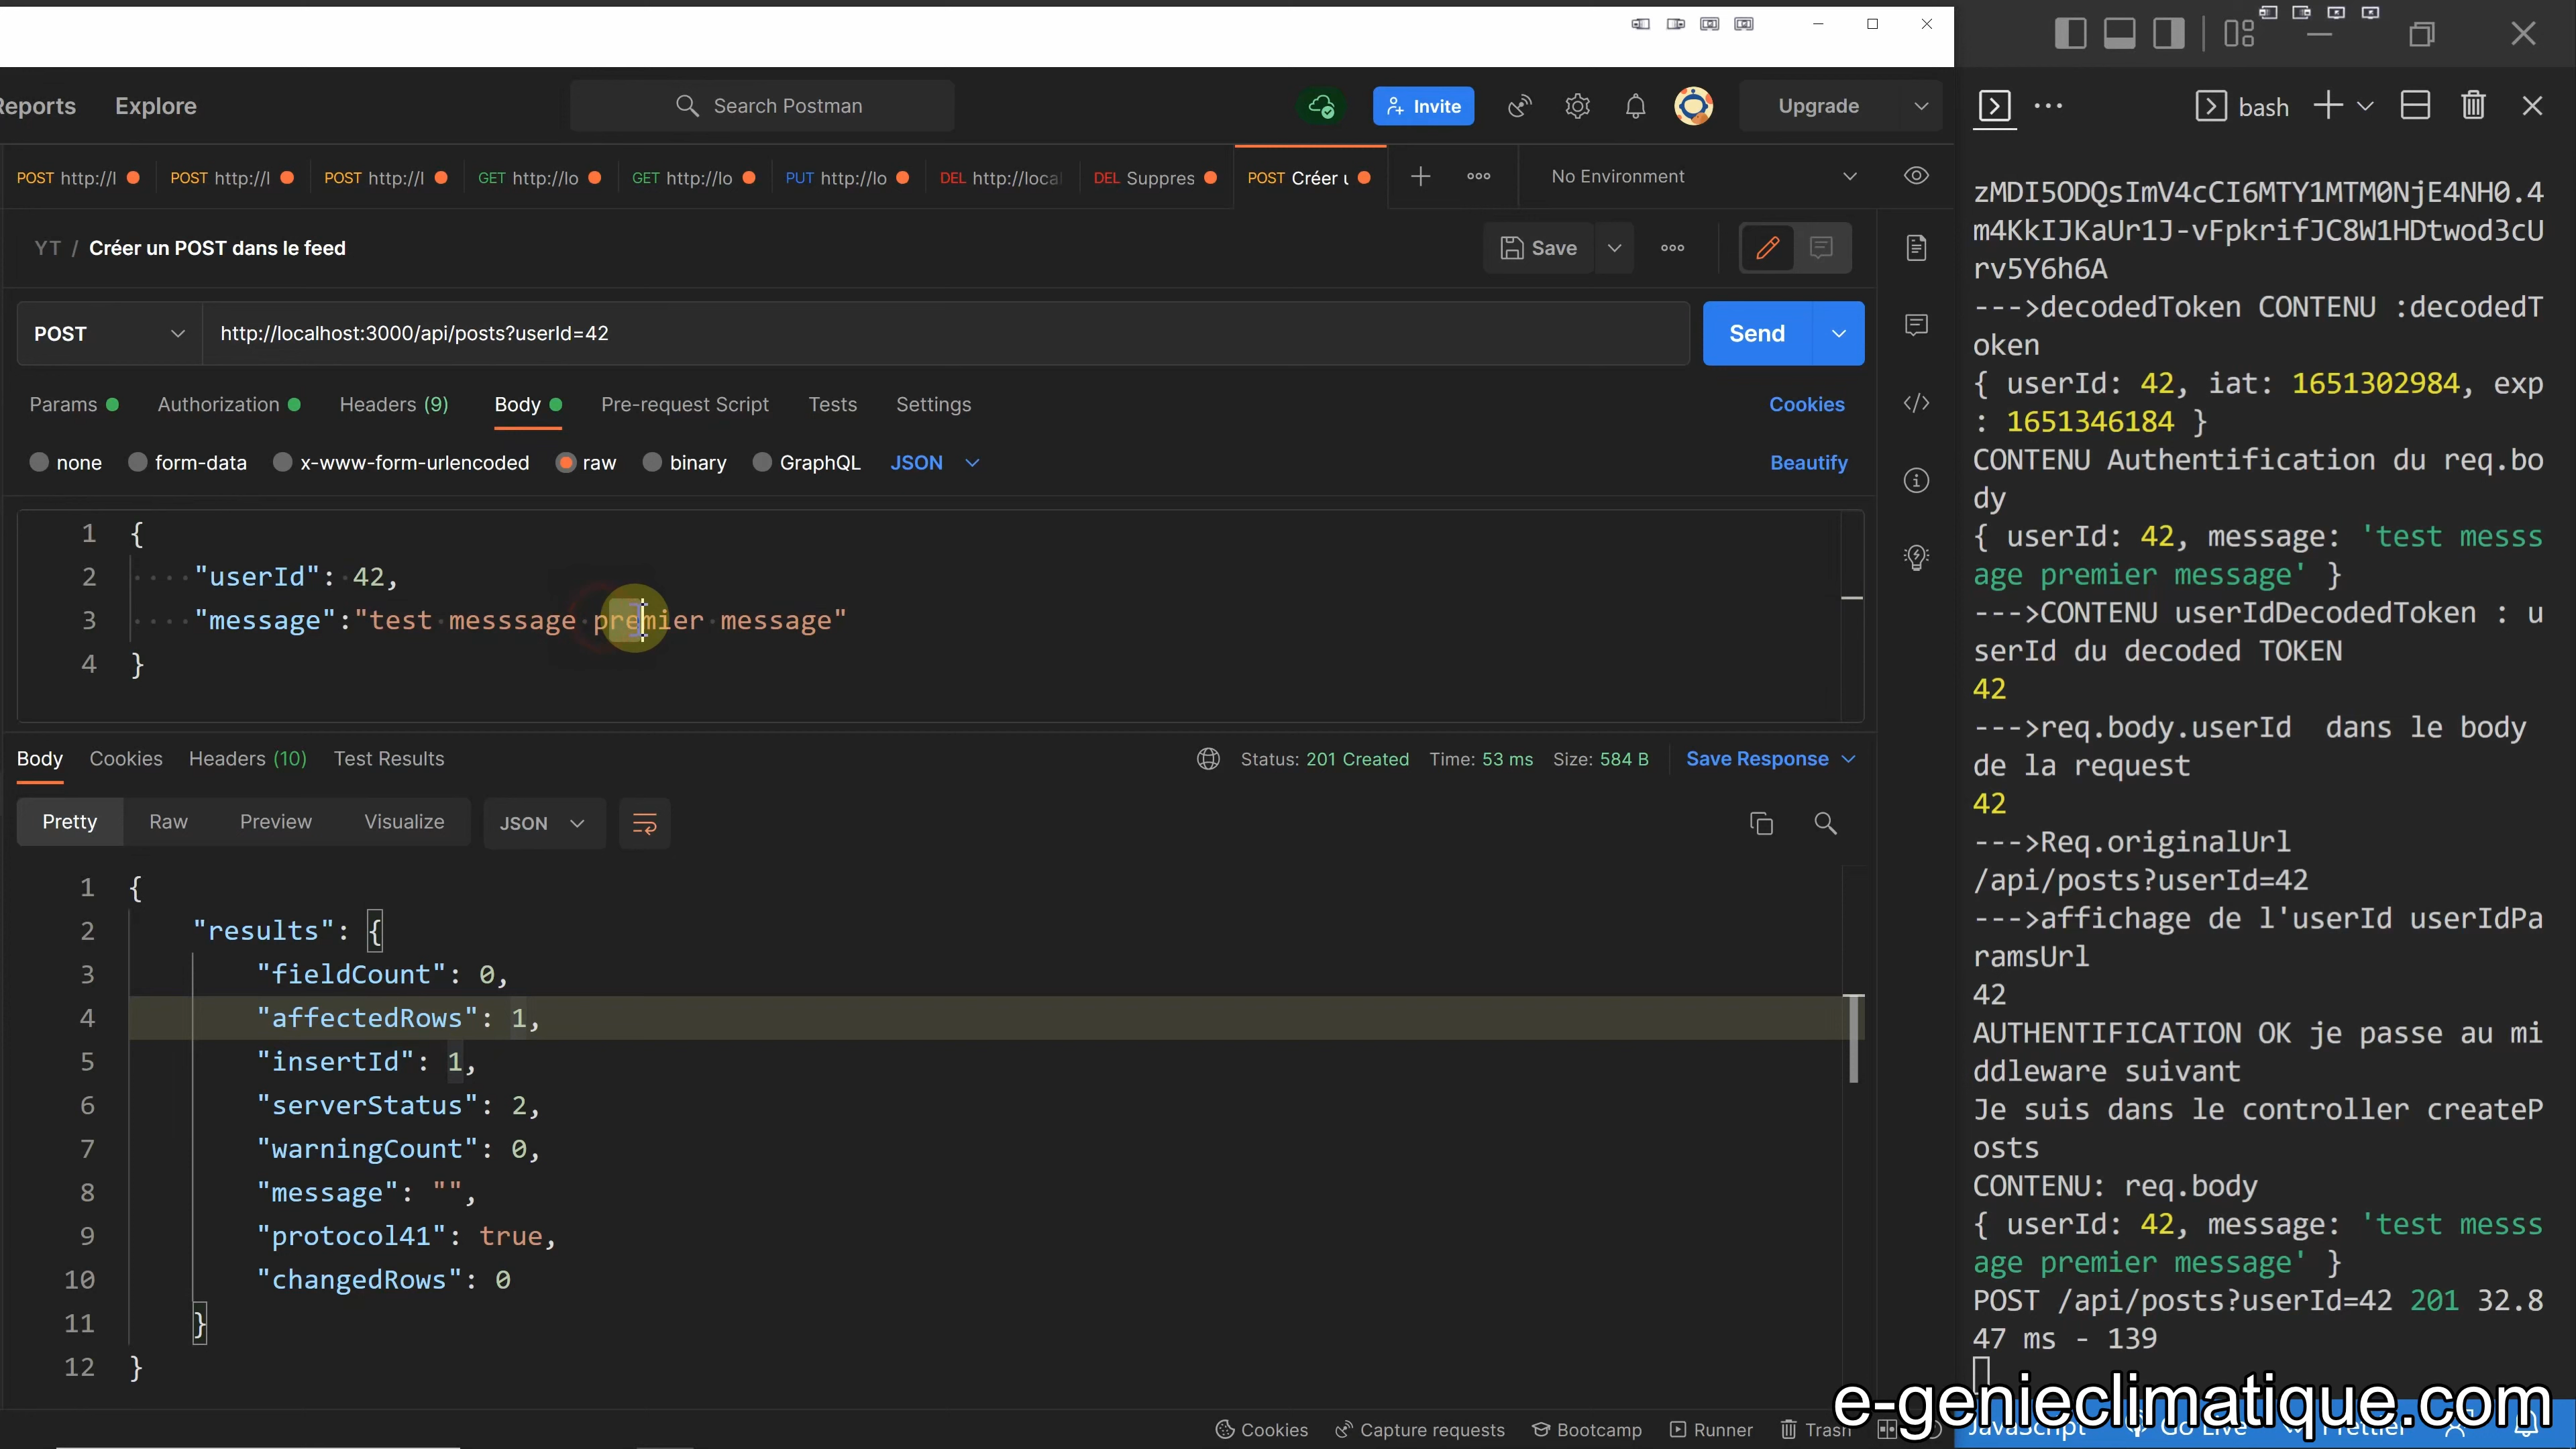 Reports Explore Search Postman Invite Upgrade
POST http://l POST http://l POST http://l GET http://lo GET http://lo PUT http://lo DEL http://loca DEL Suppres POST Créer u No Environment
YT / Créer un POST dans le feed Save
POST http://localhost:3000/api/posts?userId=42 Send
Params Authorization Headers (9) Body Pre-request Script Tests Settings Cookies
none form-data x-www-form-urlencoded raw binary GraphQL JSON Beautify
1 {
2 "userId": 42,
3 "message":"test messsage premier message"
4 }
Body Cookies Headers (10) Test Results Status: 201 Created Time: 53 ms Size: 584 B Save Response
Pretty Raw Preview Visualize JSON
1 {
2 "results": {
3 "fieldCount": 0,
4 "affectedRows": 1,
5 "insertId": 1,
6 "serverStatus": 2,
7 "warningCount": 0,
8 "message": "",
9 "protocol41": true,
10 "changedRows": 0
11 }
12 }
Cookies Capture requests Bootcamp Runner Trash
bash
zMDI5ODQsImV4cCI6MTY1MTM0NjE4NH0.4
m4KkIJKaUr1J-vFpkrifJC8W1HDtwod3cU
rv5Y6h6A
--->decodedToken CONTENU :decodedT
oken
{ userId: 42, iat: 1651302984, exp
: 1651346184 }
CONTENU Authentification du req.bo
dy
{ userId: 42, message: 'test messs
age premier message' }
--->CONTENU userIdDecodedToken : u
serId du decoded TOKEN
42
--->req.body.userId  dans le body
de la request
42
--->Req.originalUrl
/api/posts?userId=42
--->affichage de l'userId userIdPa
ramsUrl
42
AUTHENTIFICATION OK je passe au mi
ddleware suivant
Je suis dans le controller createP
osts
CONTENU: req.body
{ userId: 42, message: 'test messs
age premier message' }
POST /api/posts?userId=42 201 32.8
47 ms - 139
e-genieclimatique.com
JavaScript Go Live Prettier